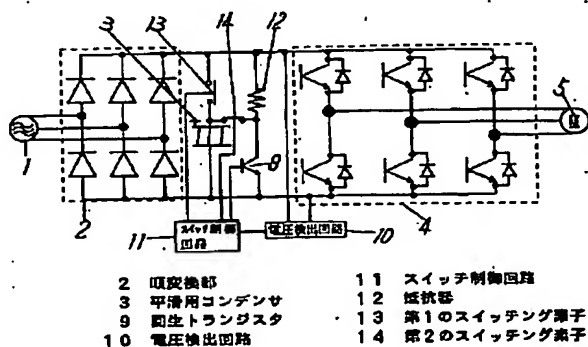 3 13 14 12
5
1
9
2
11
スイッチ制御
回路
電圧検出回路
10
4
2 順変換部
3 平滑用コンデンサ
9 回生トランジスタ
10 電圧検出回路
11 スイッチ制御回路
12 抵抗器
13 第1のスイッチング素子
14 第2のスイッチング素子